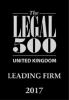 The
LEGAL
500
UNITED KINGDOM
LEADING FIRM
2017